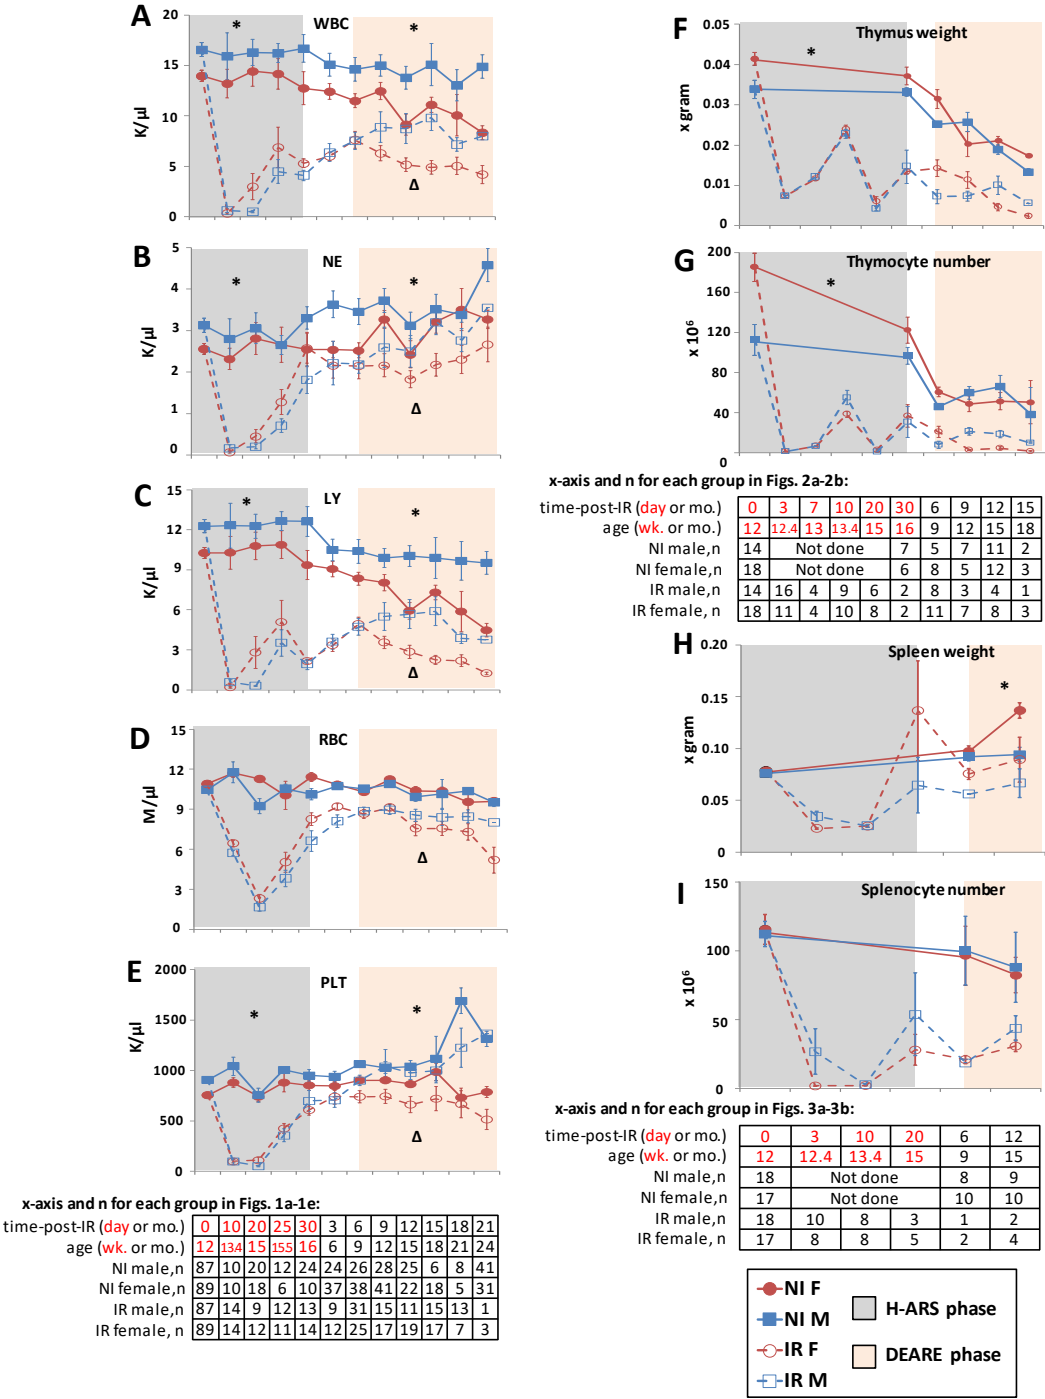 A
WBC
20
15
10
5
0
K/µl
*
*
Δ
B
NE
5
4
3
2
1
0
K/µl
*
*
Δ
C
LY
15
12
9
6
3
0
K/µl
*
*
Δ
D
RBC
15
12
9
6
3
0
M/µl
Δ
E
PLT
2000
1500
1000
500
0
K/µl
*
*
Δ
x-axis and n for each group in Figs. 1a-1e:
time-post-IR (day or mo.) 0 10 20 25 30 3 6 9 12 15 18 21
age (wk. or mo.) 12 13.4 15 15.5 16 6 9 12 15 18 21 24
NI male,n 87 10 20 12 24 24 26 28 25 6 8 41
NI female,n 89 10 18 6 10 37 38 41 22 18 5 31
IR male,n 87 14 9 12 13 9 31 15 11 15 13 1
IR female, n 89 14 12 11 14 12 25 17 19 17 7 3
F
Thymus weight
0.05
0.04
0.03
0.02
0.01
0
x gram
*
G
Thymocyte number
200
160
120
80
40
0
x 10⁶
*
x-axis and n for each group in Figs. 2a-2b:
time-post-IR (day or mo.) 0 3 7 10 20 30 6 9 12 15
age (wk. or mo.) 12 12.4 13 13.4 15 16 9 12 15 18
NI male,n 14 Not done 7 5 7 11 2
NI female,n 18 Not done 6 8 5 12 3
IR male,n 14 16 4 9 6 2 8 3 4 1
IR female, n 18 11 4 10 8 2 11 7 8 3
H
Spleen weight
0.20
0.15
0.10
0.05
0
x gram
*
I
Splenocyte number
150
100
50
0
x 10⁶
x-axis and n for each group in Figs. 3a-3b:
time-post-IR (day or mo.) 0 3 10 20 6 12
age (wk. or mo.) 12 12.4 13.4 15 9 15
NI male,n 18 Not done 8 9
NI female,n 17 Not done 10 10
IR male,n 18 10 8 3 1 2
IR female, n 17 8 8 5 2 4
NI F
NI M
IR F
IR M
H-ARS phase
DEARE phase